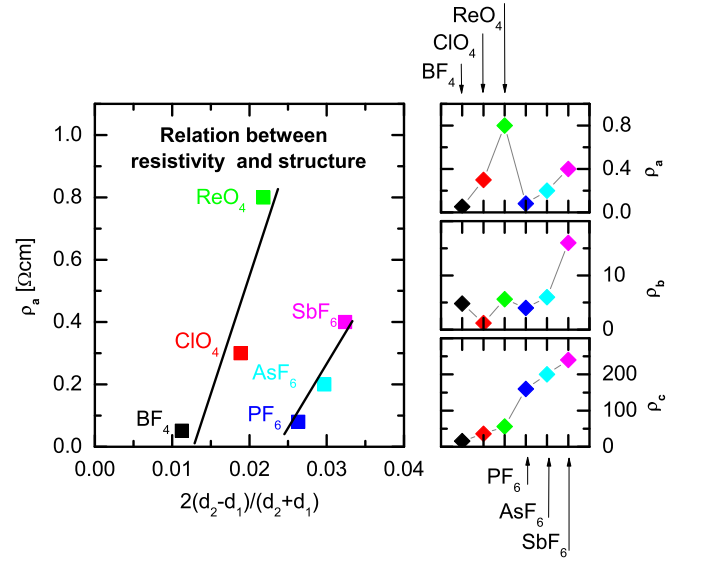 ReO₄
ClO₄
BF₄
Relation between
resistivity and structure
ReO₄
SbF₆
ClO₄
AsF₆
PF₆
BF₄
ρₐ [Ωcm]
1.0
0.8
0.6
0.4
0.2
0.0
0.00 0.01 0.02 0.03 0.04
2(d₂-d₁)/(d₂+d₁)
0.8
0.4
0.0
ρₐ
10
0
ρ_b
200
100
0
ρ_c
PF₆
AsF₆
SbF₆